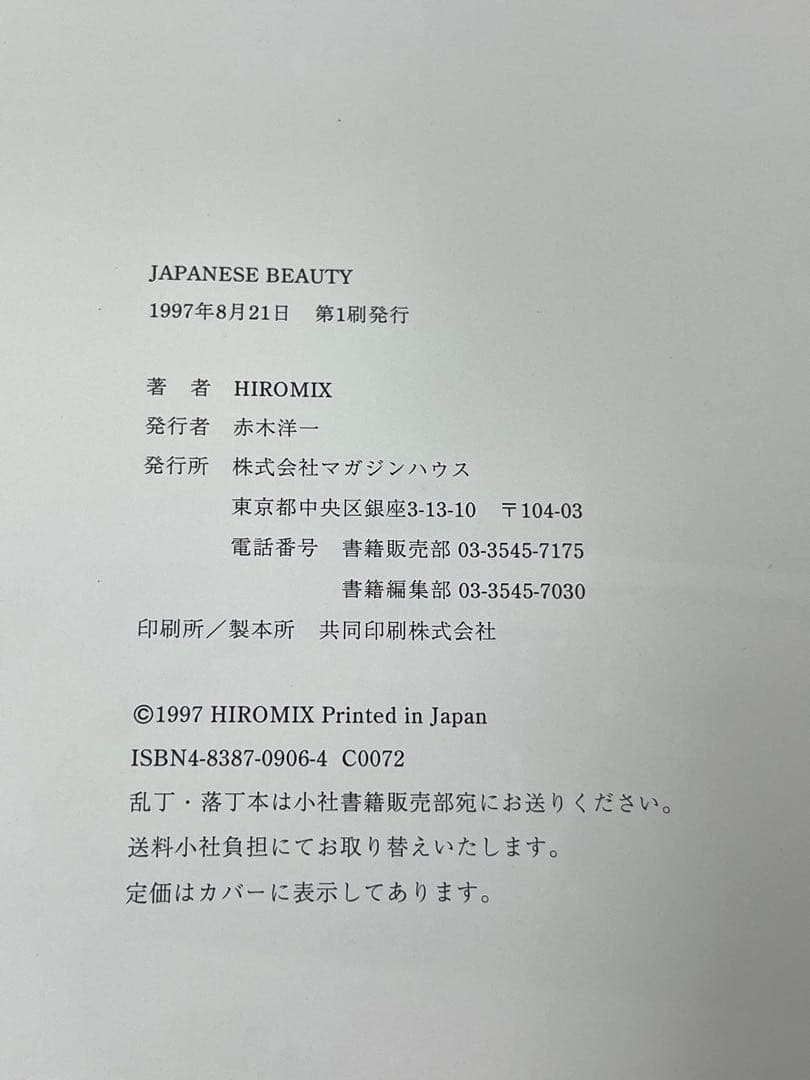 JAPANESE BEAUTY
1997年8月21日　第1刷発行
著　者　HIROMIX
発行者　赤木洋一
発行所　株式会社マガジンハウス
東京都中央区銀座3-13-10　〒104-03
電話番号　書籍販売部 03-3545-7175
書籍編集部 03-3545-7030
印刷所／製本所　共同印刷株式会社
©1997 HIROMIX Printed in Japan
ISBN4-8387-0906-4 C0072
乱丁・落丁本は小社書籍販売部宛にお送りください。
送料小社負担にてお取り替えいたします。
定価はカバーに表示してあります。